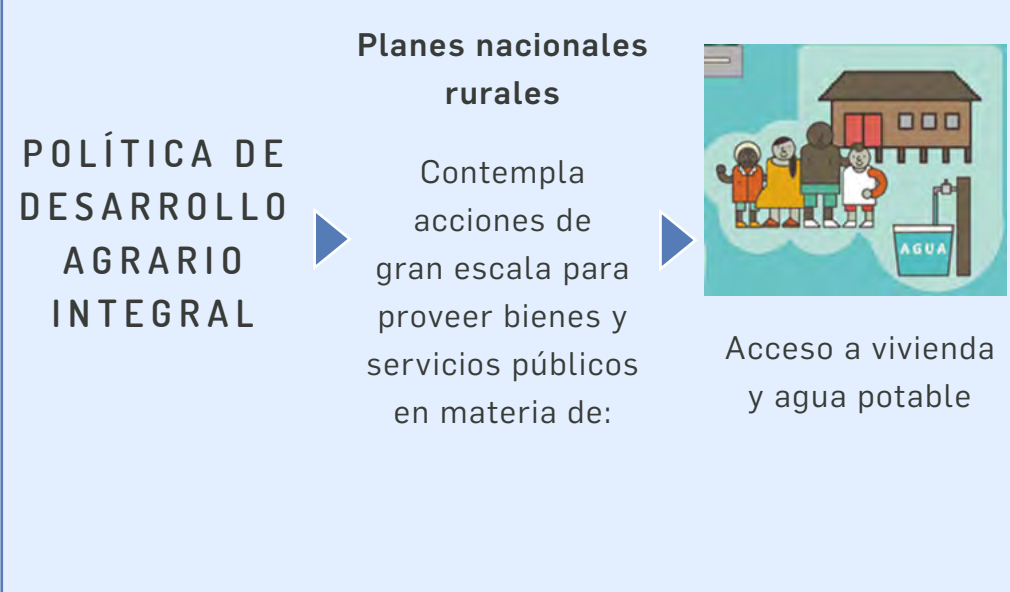 POLÍTICA DE
DESARROLLO
AGRARIO
INTEGRAL
Planes nacionales
rurales
Contempla
acciones de
gran escala para
proveer bienes y
servicios públicos
en materia de:
AGUA
Acceso a vivienda
y agua potable